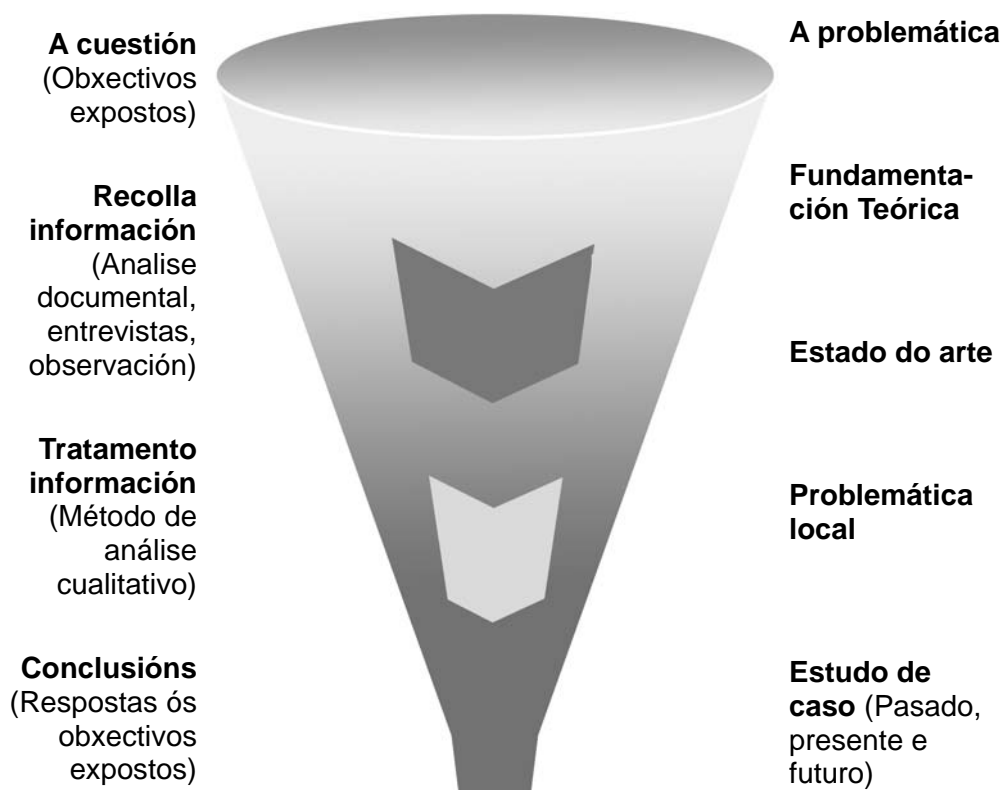 A cuestión
(Obxectivos
expostos)
Recolla
información
(Analise
documental,
entrevistas,
observación)
Tratamento
información
(Método de
análise
cualitativo)
Conclusións
(Respostas ós
obxectivos
expostos)
A problemática
Fundamenta-
ción Teórica
Estado do arte
Problemática
local
Estudo de
caso (Pasado,
presente e
futuro)